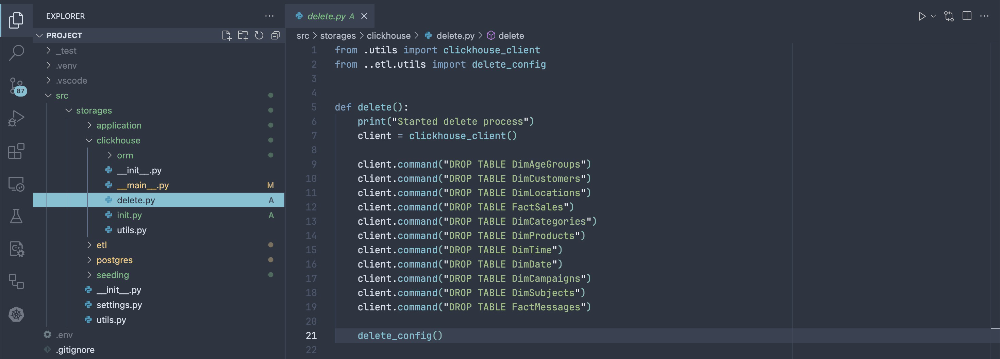 EXPLORER
PROJECT
_test
.venv
.vscode
src
storages
application
clickhouse
orm
__init__.py
__main__.py M
delete.py A
init.py A
utils.py
etl
postgres
seeding
__init__.py
settings.py
utils.py
.env
.gitignore
87
delete.py A
src > storages > clickhouse > delete.py > delete
1 from .utils import clickhouse_client
2 from ..etl.utils import delete_config
3
4
5 def delete():
6     print("Started delete process")
7     client = clickhouse_client()
8
9     client.command("DROP TABLE DimAgeGroups")
10     client.command("DROP TABLE DimCustomers")
11     client.command("DROP TABLE DimLocations")
12     client.command("DROP TABLE FactSales")
13     client.command("DROP TABLE DimCategories")
14     client.command("DROP TABLE DimProducts")
15     client.command("DROP TABLE DimTime")
16     client.command("DROP TABLE DimDate")
17     client.command("DROP TABLE DimCampaigns")
18     client.command("DROP TABLE DimSubjects")
19     client.command("DROP TABLE FactMessages")
20
21     delete_config()
22